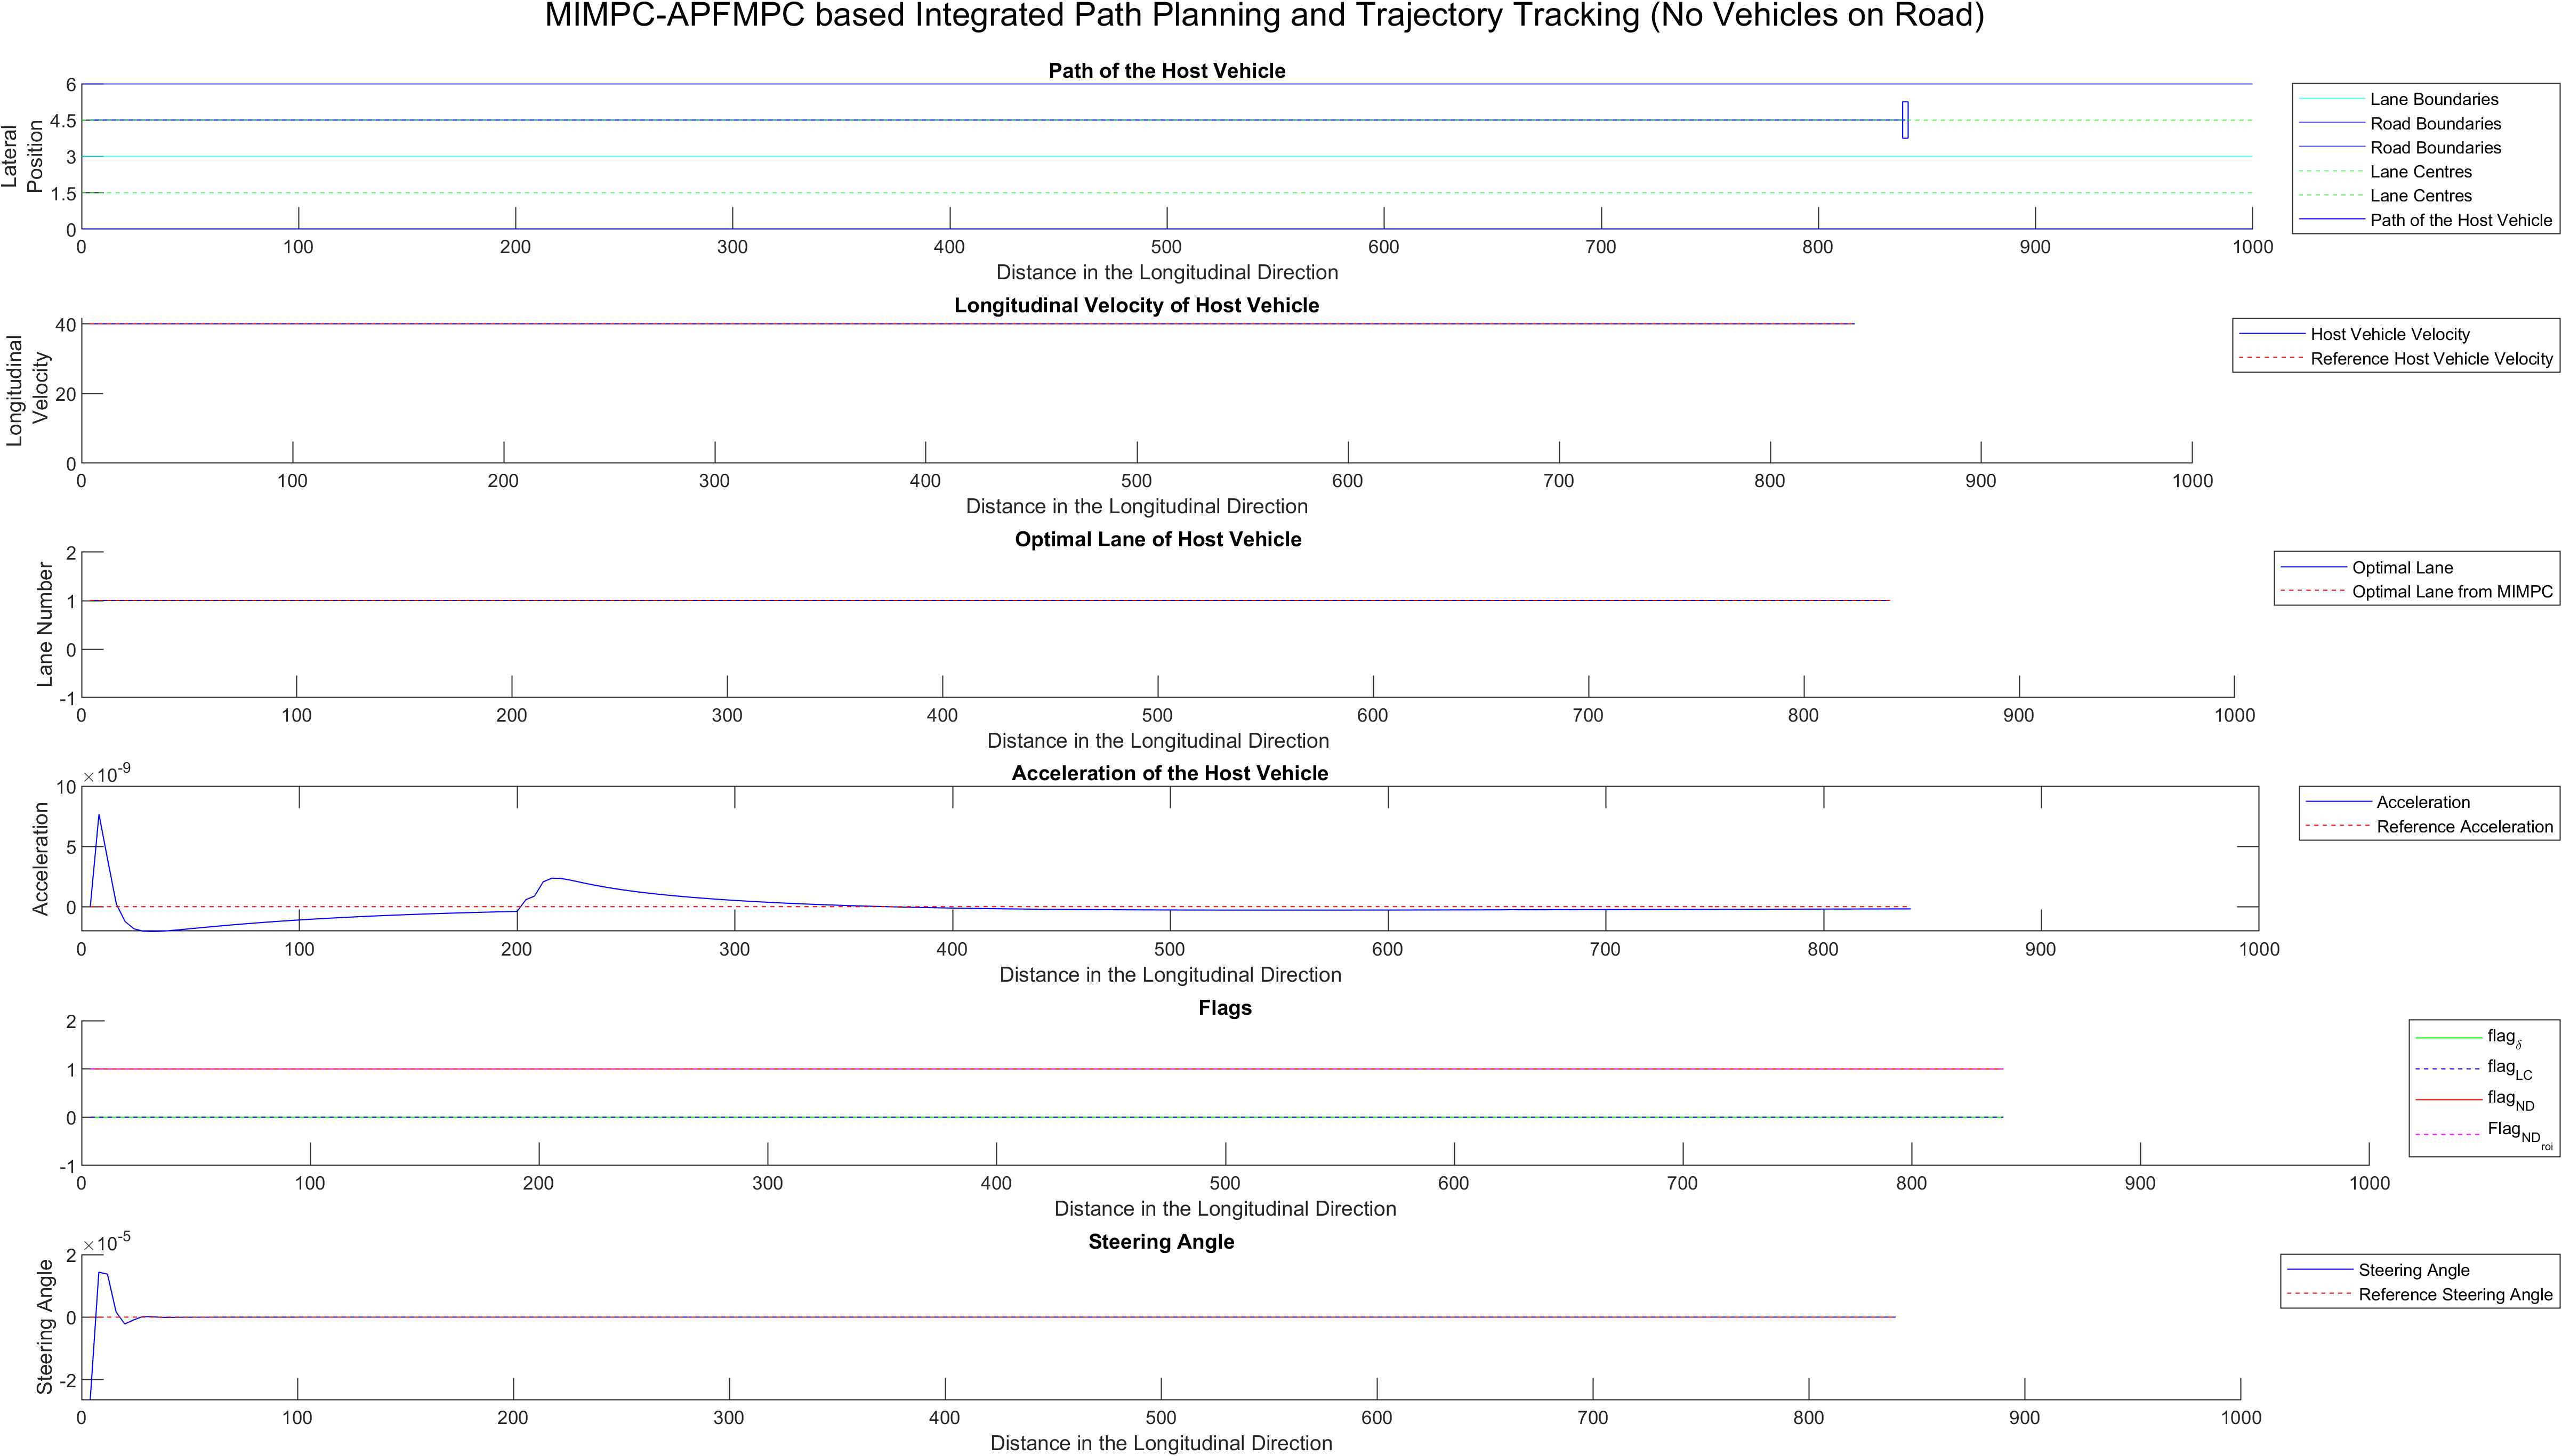 MIMPC-APFMPC based Integrated Path Planning and Trajectory Tracking (No Vehicles on Road)
Path of the Host Vehicle
Lateral
Position
6
4.5
3
1.5
0
0 100 200 300 400 500 600 700 800 900 1000
Distance in the Longitudinal Direction
Lane Boundaries
Road Boundaries
Road Boundaries
Lane Centres
Lane Centres
Path of the Host Vehicle
Longitudinal Velocity of Host Vehicle
Longitudinal
Velocity
40
20
0
0 100 200 300 400 500 600 700 800 900 1000
Distance in the Longitudinal Direction
Host Vehicle Velocity
Reference Host Vehicle Velocity
Optimal Lane of Host Vehicle
Lane Number
2
1
0
-1
0 100 200 300 400 500 600 700 800 900 1000
Distance in the Longitudinal Direction
Optimal Lane
Optimal Lane from MIMPC
Acceleration of the Host Vehicle
×10^-9
Acceleration
10
5
0
0 100 200 300 400 500 600 700 800 900 1000
Distance in the Longitudinal Direction
Acceleration
Reference Acceleration
Flags
2
1
0
-1
0 100 200 300 400 500 600 700 800 900 1000
Distance in the Longitudinal Direction
flag_δ
flag_LC
flag_ND
Flag_ND_roi
Steering Angle
×10^-5
Steering Angle
2
0
-2
0 100 200 300 400 500 600 700 800 900 1000
Distance in the Longitudinal Direction
Steering Angle
Reference Steering Angle